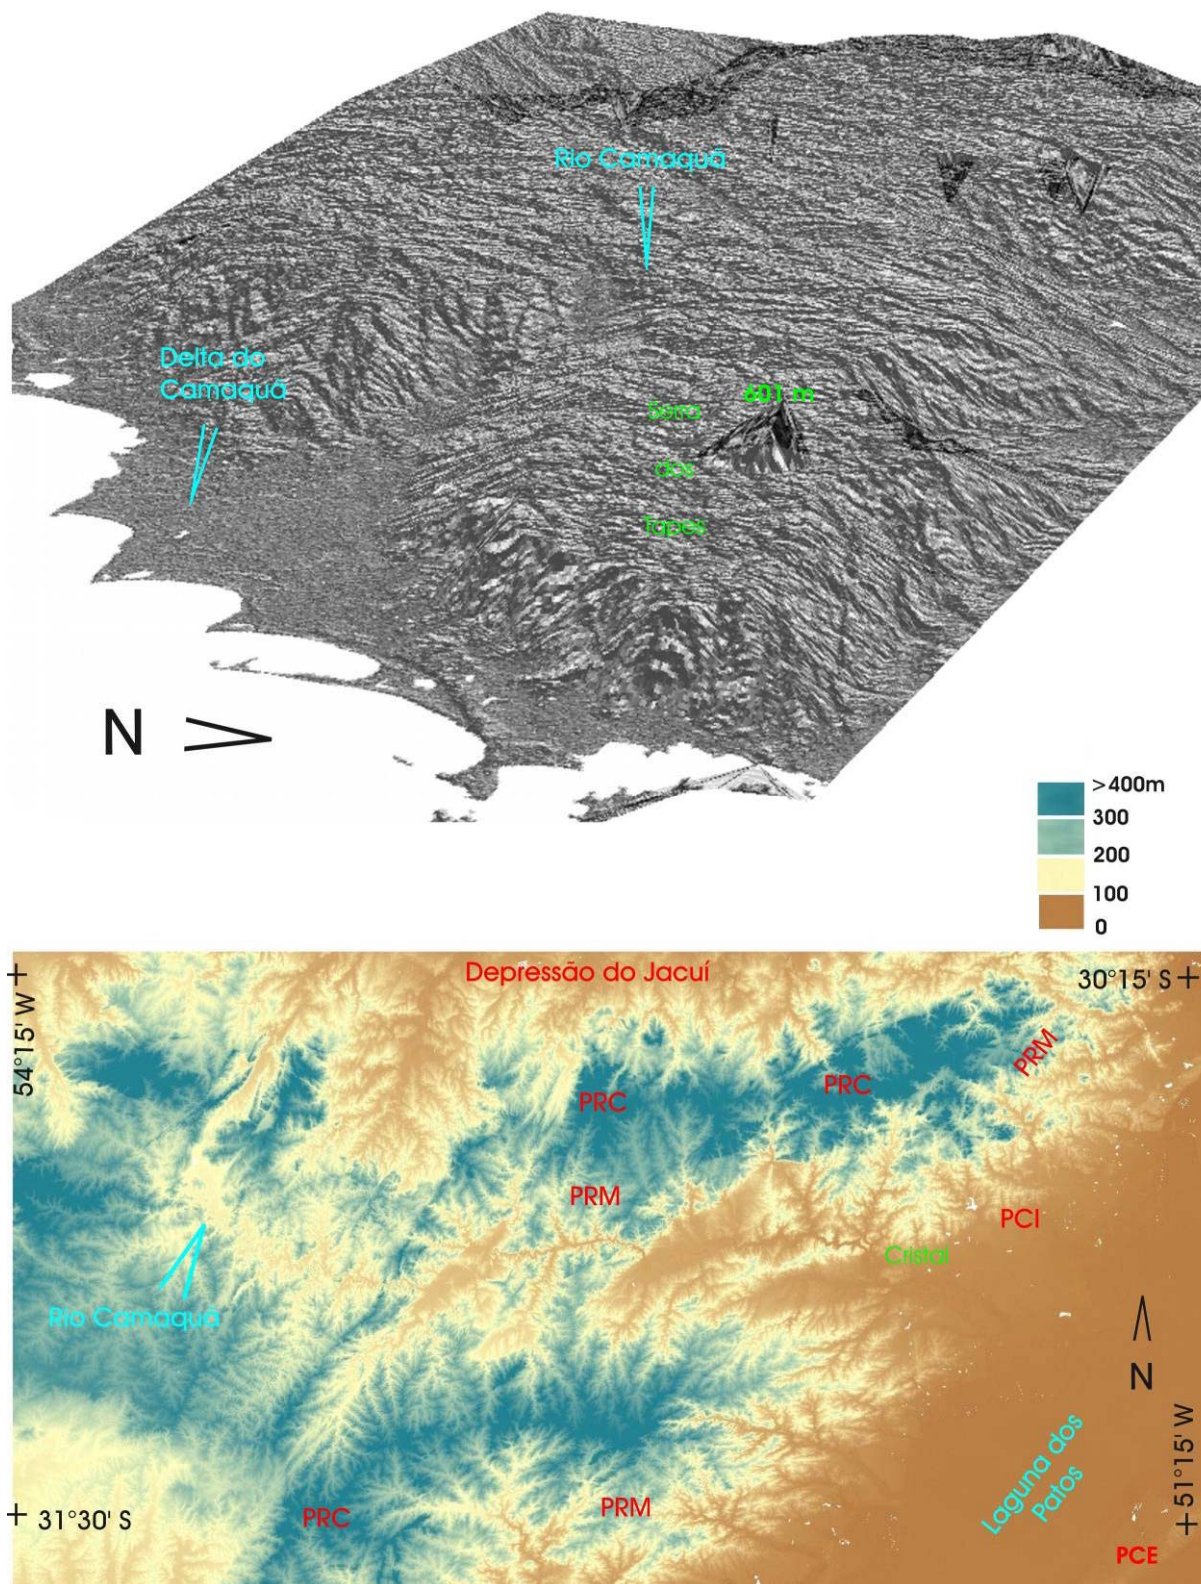 Rio Camaquã
Delta do
Camaquã
601 m
Serra
dos
Tapes
N
>400m
300
200
100
0
Depressão do Jacuí
30°15' S
54°15' W
PRM
PRC
PRC
PRM
PCI
Cristal
Rio Camaquã
N
Laguna dos
Patos
51°15' W
31°30' S
PRC
PRM
PCE